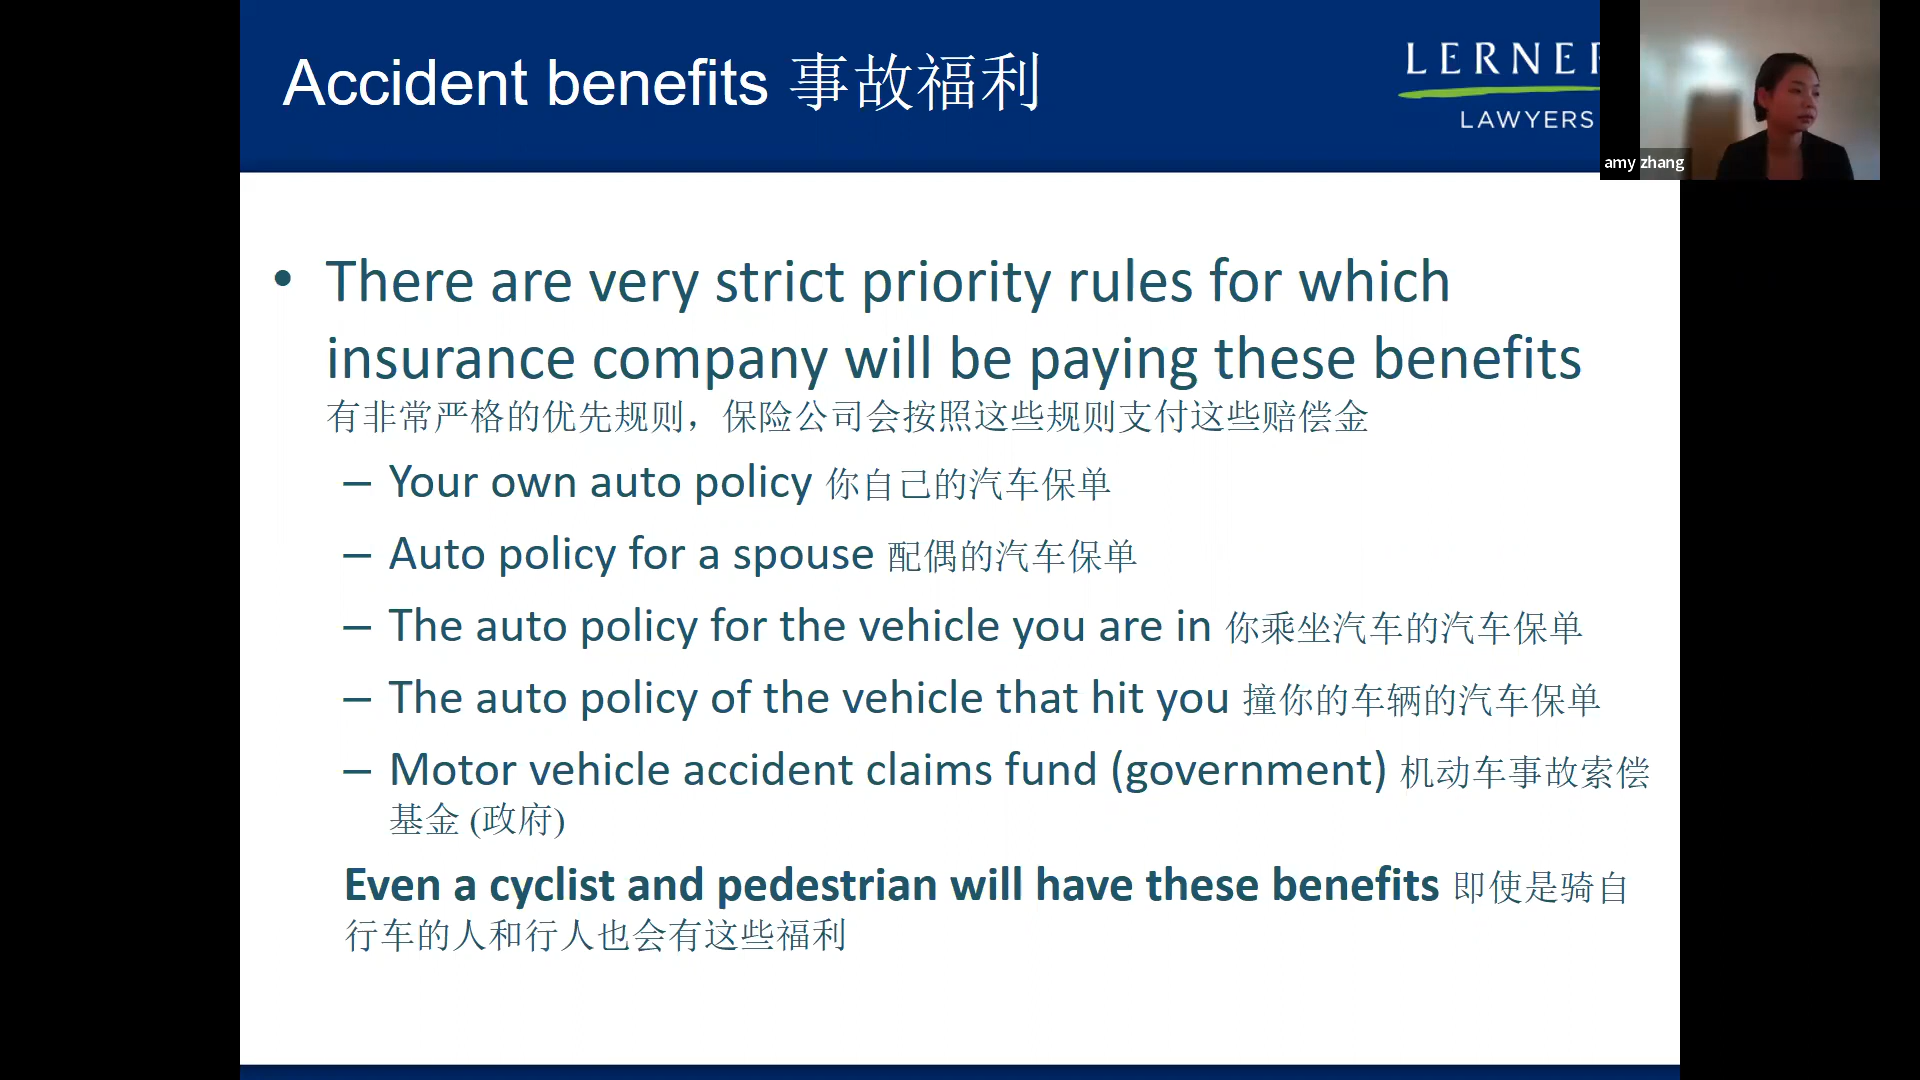 Accident benefits 事故福利
LERNER
LAWYERS
amy zhang
• There are very strict priority rules for which
insurance company will be paying these benefits
有非常严格的优先规则，保险公司会按照这些规则支付这些赔偿金
– Your own auto policy 你自己的汽车保单
– Auto policy for a spouse 配偶的汽车保单
– The auto policy for the vehicle you are in 你乘坐汽车的汽车保单
– The auto policy of the vehicle that hit you 撞你的车辆的汽车保单
– Motor vehicle accident claims fund (government) 机动车事故索偿
基金 (政府)
Even a cyclist and pedestrian will have these benefits 即使是骑自
行车的人和行人也会有这些福利